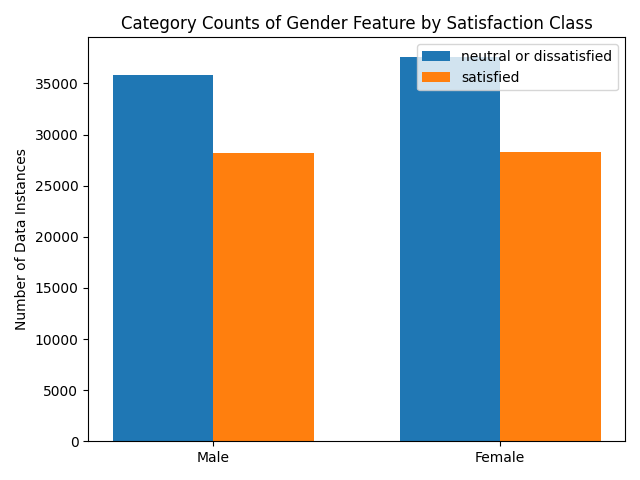 Category Counts of Gender Feature by Satisfaction Class
neutral or dissatisfied
satisfied
Number of Data Instances
35000
30000
25000
20000
15000
10000
5000
0
Male
Female